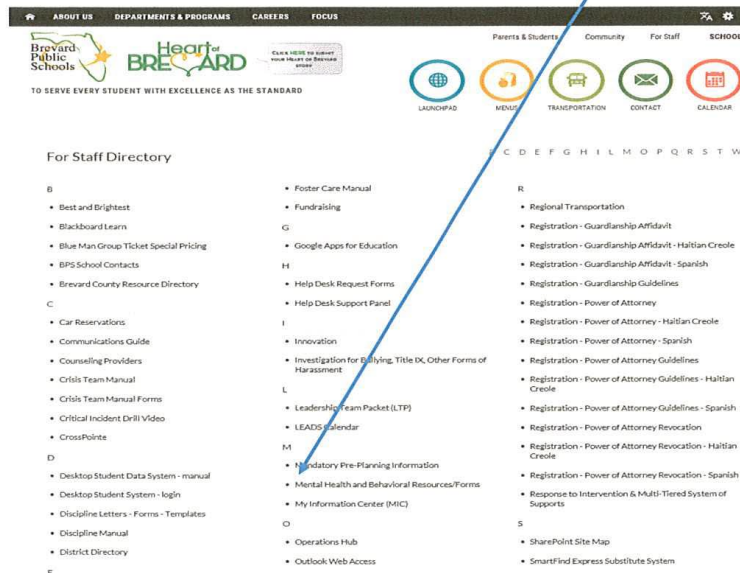 ABOUT US DEPARTMENTS & PROGRAMS CAREERS FOCUS
Parents & Students Community For Staff SCHOOL
Brevard
Public
Schools
Heart of
BREVARD
CLICK HERE TO SUBMIT
YOUR HEART OF BREVARD
STORY
TO SERVE EVERY STUDENT WITH EXCELLENCE AS THE STANDARD
LAUNCHPAD MENUS TRANSPORTATION CONTACT CALENDAR
For Staff Directory
C D E F G H I L M O P Q R S T W
B
• Best and Brightest
• Blackboard Learn
• Blue Man Group Ticket Special Pricing
• BPS School Contacts
• Brevard County Resource Directory
C
• Car Reservations
• Communications Guide
• Counseling Providers
• Crisis Team Manual
• Crisis Team Manual Forms
• Critical Incident Drill Video
• CrossPointe
D
• Desktop Student Data System - manual
• Desktop Student System - login
• Discipline Letters - Forms - Templates
• Discipline Manual
• District Directory
• Foster Care Manual
• Fundraising
G
• Google Apps for Education
H
• Help Desk Request Forms
• Help Desk Support Panel
I
• Innovation
• Investigation for Bullying, Title IX, Other Forms of
Harassment
L
• Leadership Team Packet (LTP)
• LEADS Calendar
M
• Mandatory Pre-Planning Information
• Mental Health and Behavioral Resources/Forms
• My Information Center (MIC)
O
• Operations Hub
• Outlook Web Access
R
• Regional Transportation
• Registration - Guardianship Affidavit
• Registration - Guardianship Affidavit - Haitian Creole
• Registration - Guardianship Affidavit - Spanish
• Registration - Guardianship Guidelines
• Registration - Power of Attorney
• Registration - Power of Attorney - Haitian Creole
• Registration - Power of Attorney - Spanish
• Registration - Power of Attorney Guidelines
• Registration - Power of Attorney Guidelines - Haitian
Creole
• Registration - Power of Attorney Guidelines - Spanish
• Registration - Power of Attorney Revocation
• Registration - Power of Attorney Revocation - Haitian
Creole
• Registration - Power of Attorney Revocation - Spanish
• Response to Intervention & Multi-Tiered System of
Supports
S
• SharePoint Site Map
• SmartFind Express Substitute System